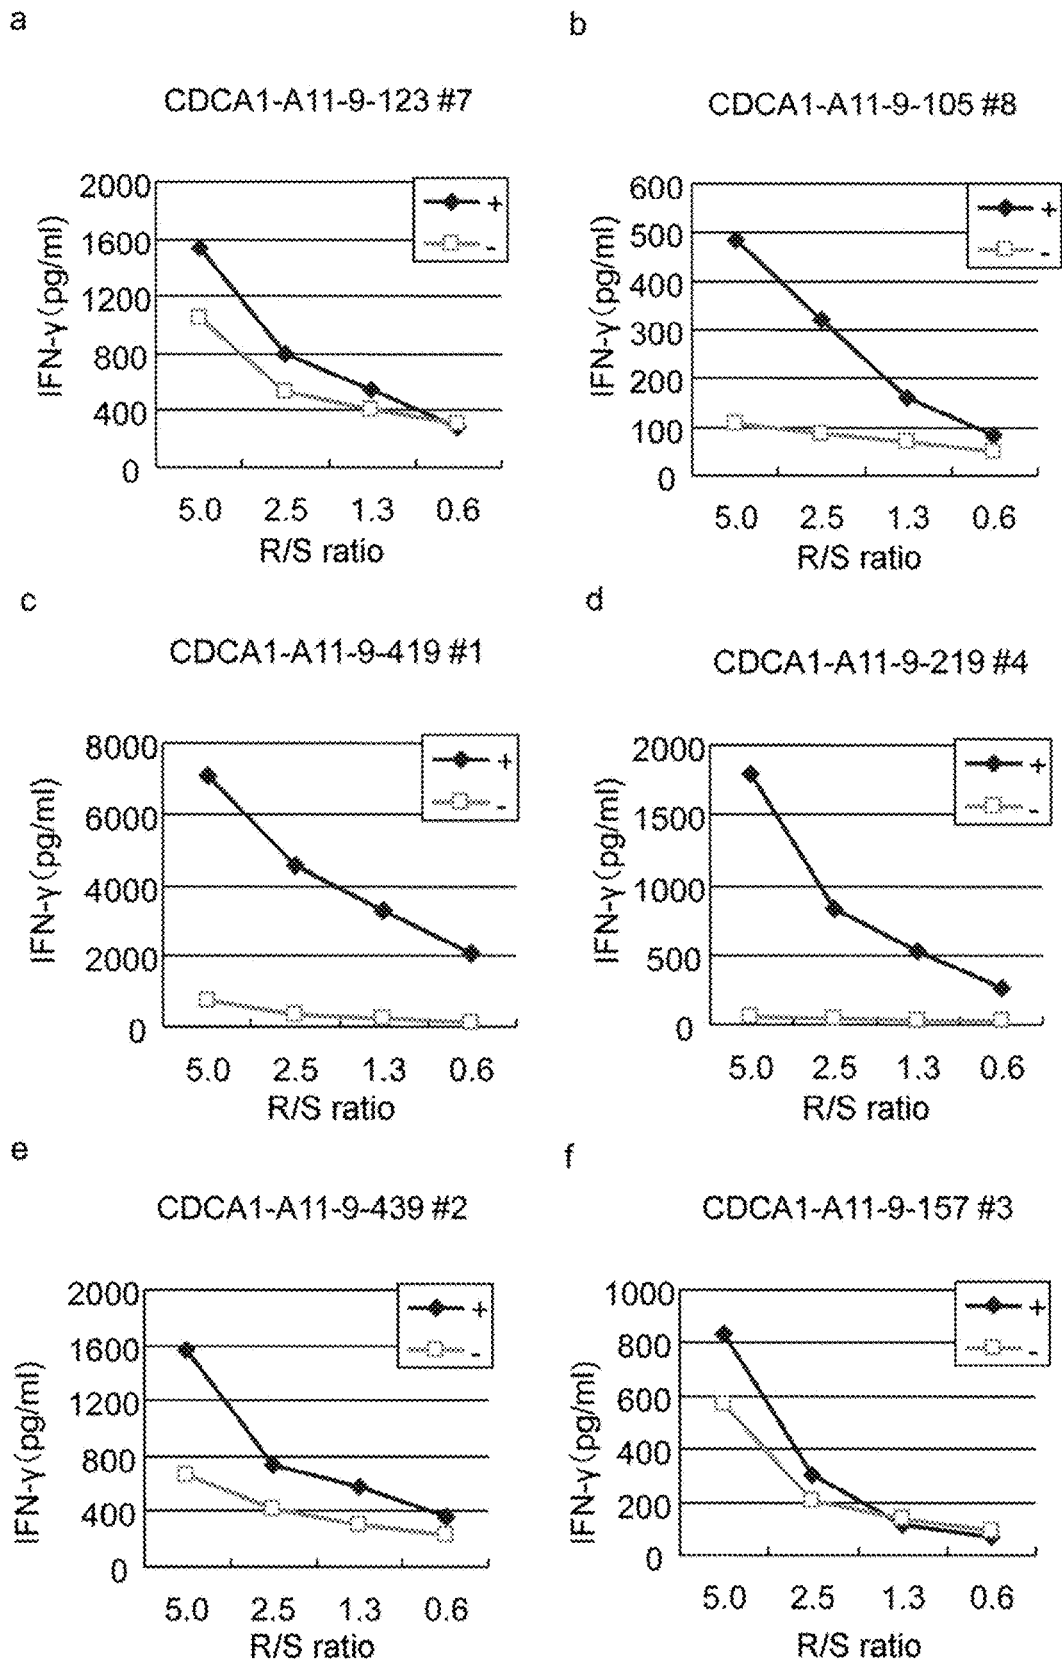 a
CDCA1-A11-9-123 #7
2000
1600
1200
800
400
0
IFN-γ(pg/ml)
+
-
5.0 2.5 1.3 0.6
R/S ratio
b
CDCA1-A11-9-105 #8
600
500
400
300
200
100
0
IFN-γ(pg/ml)
+
-
5.0 2.5 1.3 0.6
R/S ratio
c
CDCA1-A11-9-419 #1
8000
6000
4000
2000
0
IFN-γ(pg/ml)
+
-
5.0 2.5 1.3 0.6
R/S ratio
d
CDCA1-A11-9-219 #4
2000
1500
1000
500
0
IFN-γ(pg/ml)
+
-
5.0 2.5 1.3 0.6
R/S ratio
e
CDCA1-A11-9-439 #2
2000
1600
1200
800
400
0
IFN-γ(pg/ml)
+
-
5.0 2.5 1.3 0.6
R/S ratio
f
CDCA1-A11-9-157 #3
1000
800
600
400
200
0
IFN-γ(pg/ml)
+
-
5.0 2.5 1.3 0.6
R/S ratio